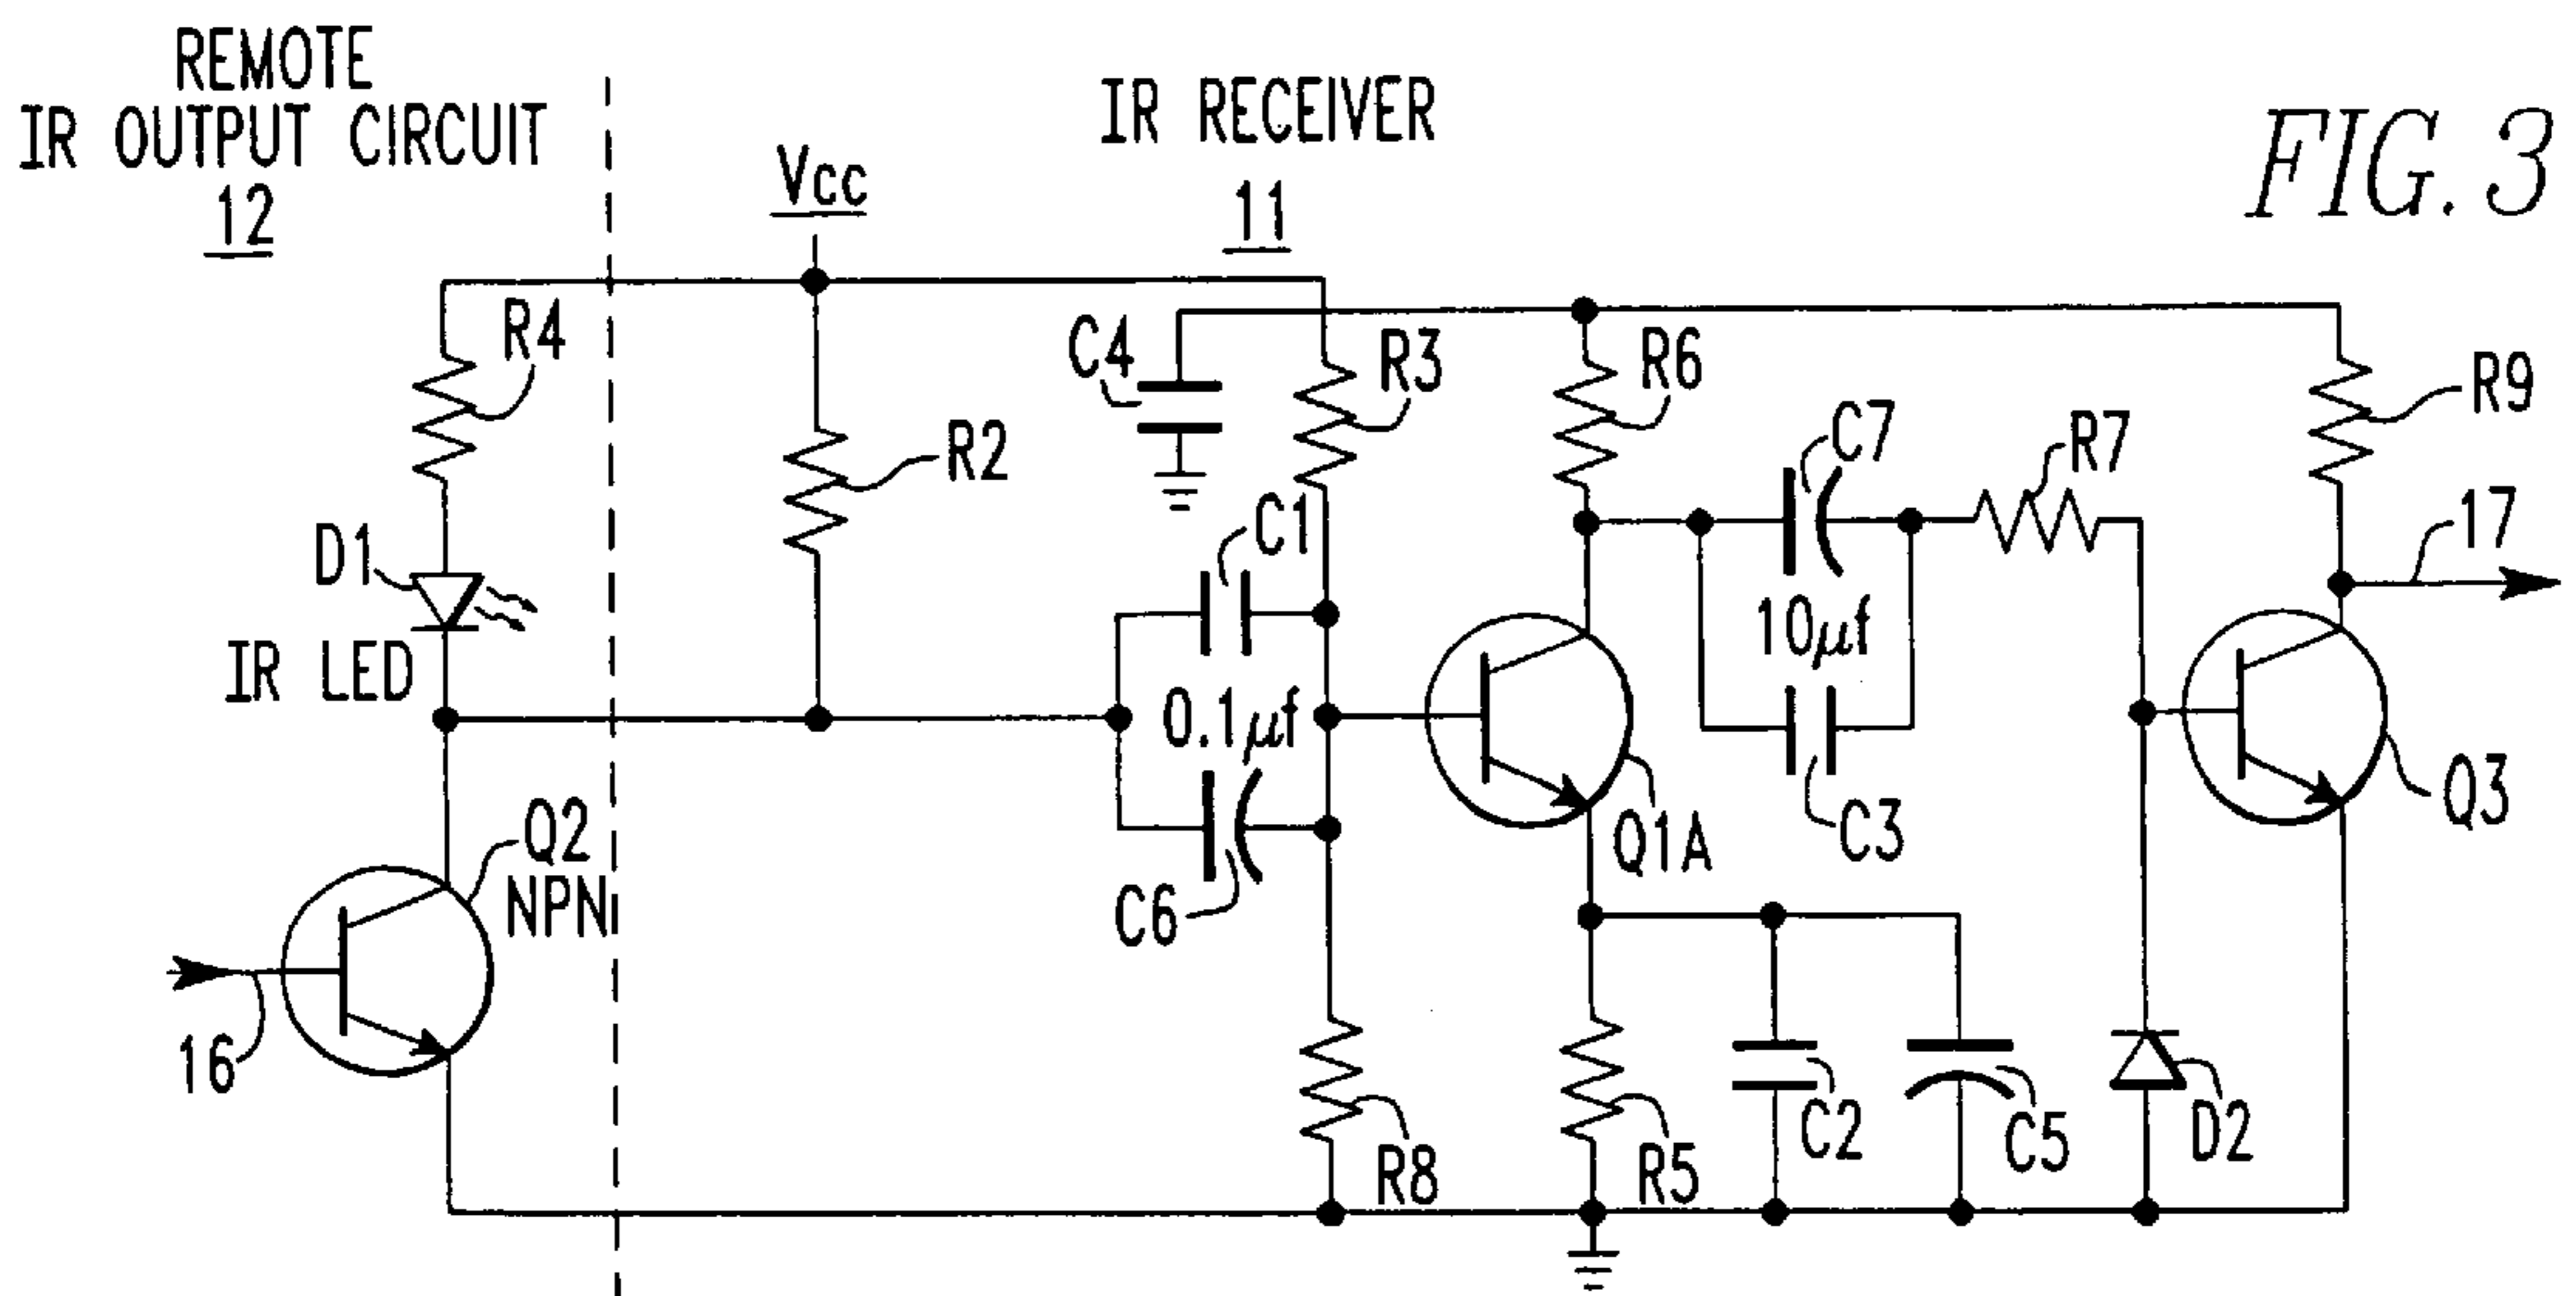 REMOTE
IR OUTPUT CIRCUIT
12
IR RECEIVER
11
FIG. 3
Vcc
R4
C4
R3
R6
R9
R2
C7
R7
17
C1
D1
10µf
IR LED
0.1µf
C3
Q3
Q2
NPN
Q1A
C6
16
R8
R5
C2
C5
D2